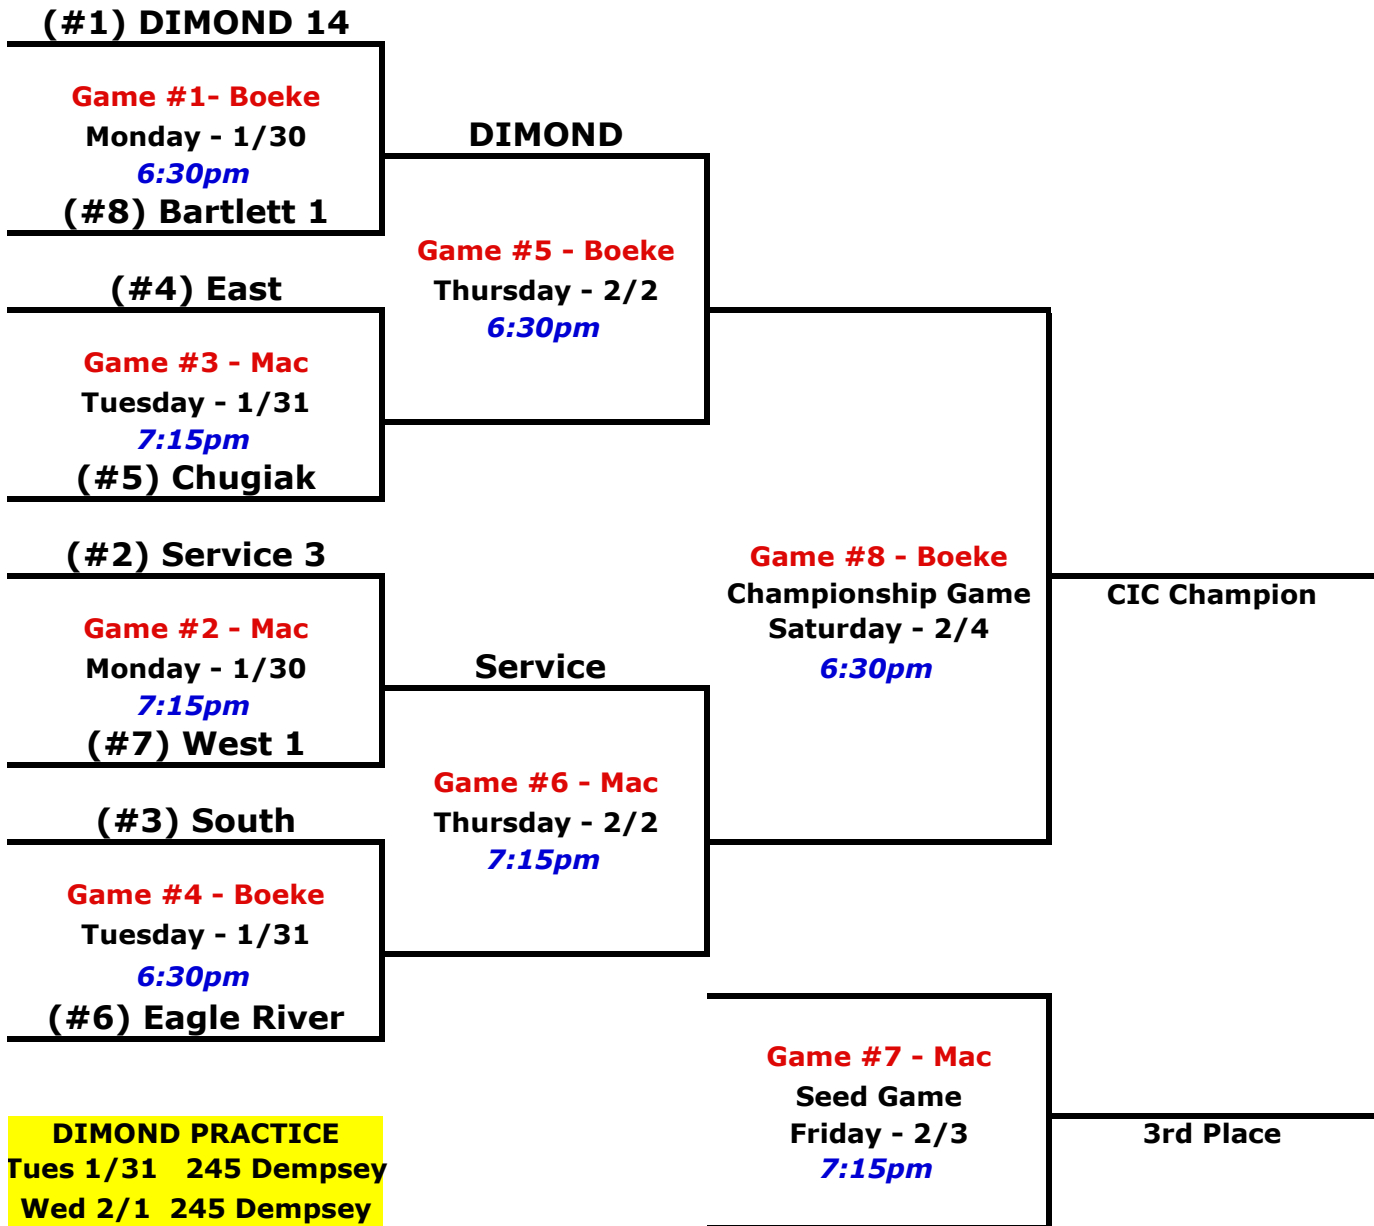 (#1) DIMOND 14
Game #1- Boeke
Monday - 1/30
6:30pm
(#8) Bartlett 1
DIMOND
Game #5 - Boeke
Thursday - 2/2
6:30pm
(#4) East
Game #3 - Mac
Tuesday - 1/31
7:15pm
(#5) Chugiak
(#2) Service 3
Game #2 - Mac
Monday - 1/30
7:15pm
(#7) West 1
Service
Game #6 - Mac
Thursday - 2/2
7:15pm
(#3) South
Game #4 - Boeke
Tuesday - 1/31
6:30pm
(#6) Eagle River
Game #8 - Boeke
Championship Game
Saturday - 2/4
6:30pm
CIC Champion
Game #7 - Mac
Seed Game
Friday - 2/3
7:15pm
3rd Place
DIMOND PRACTICE
Tues 1/31 245 Dempsey
Wed 2/1 245 Dempsey